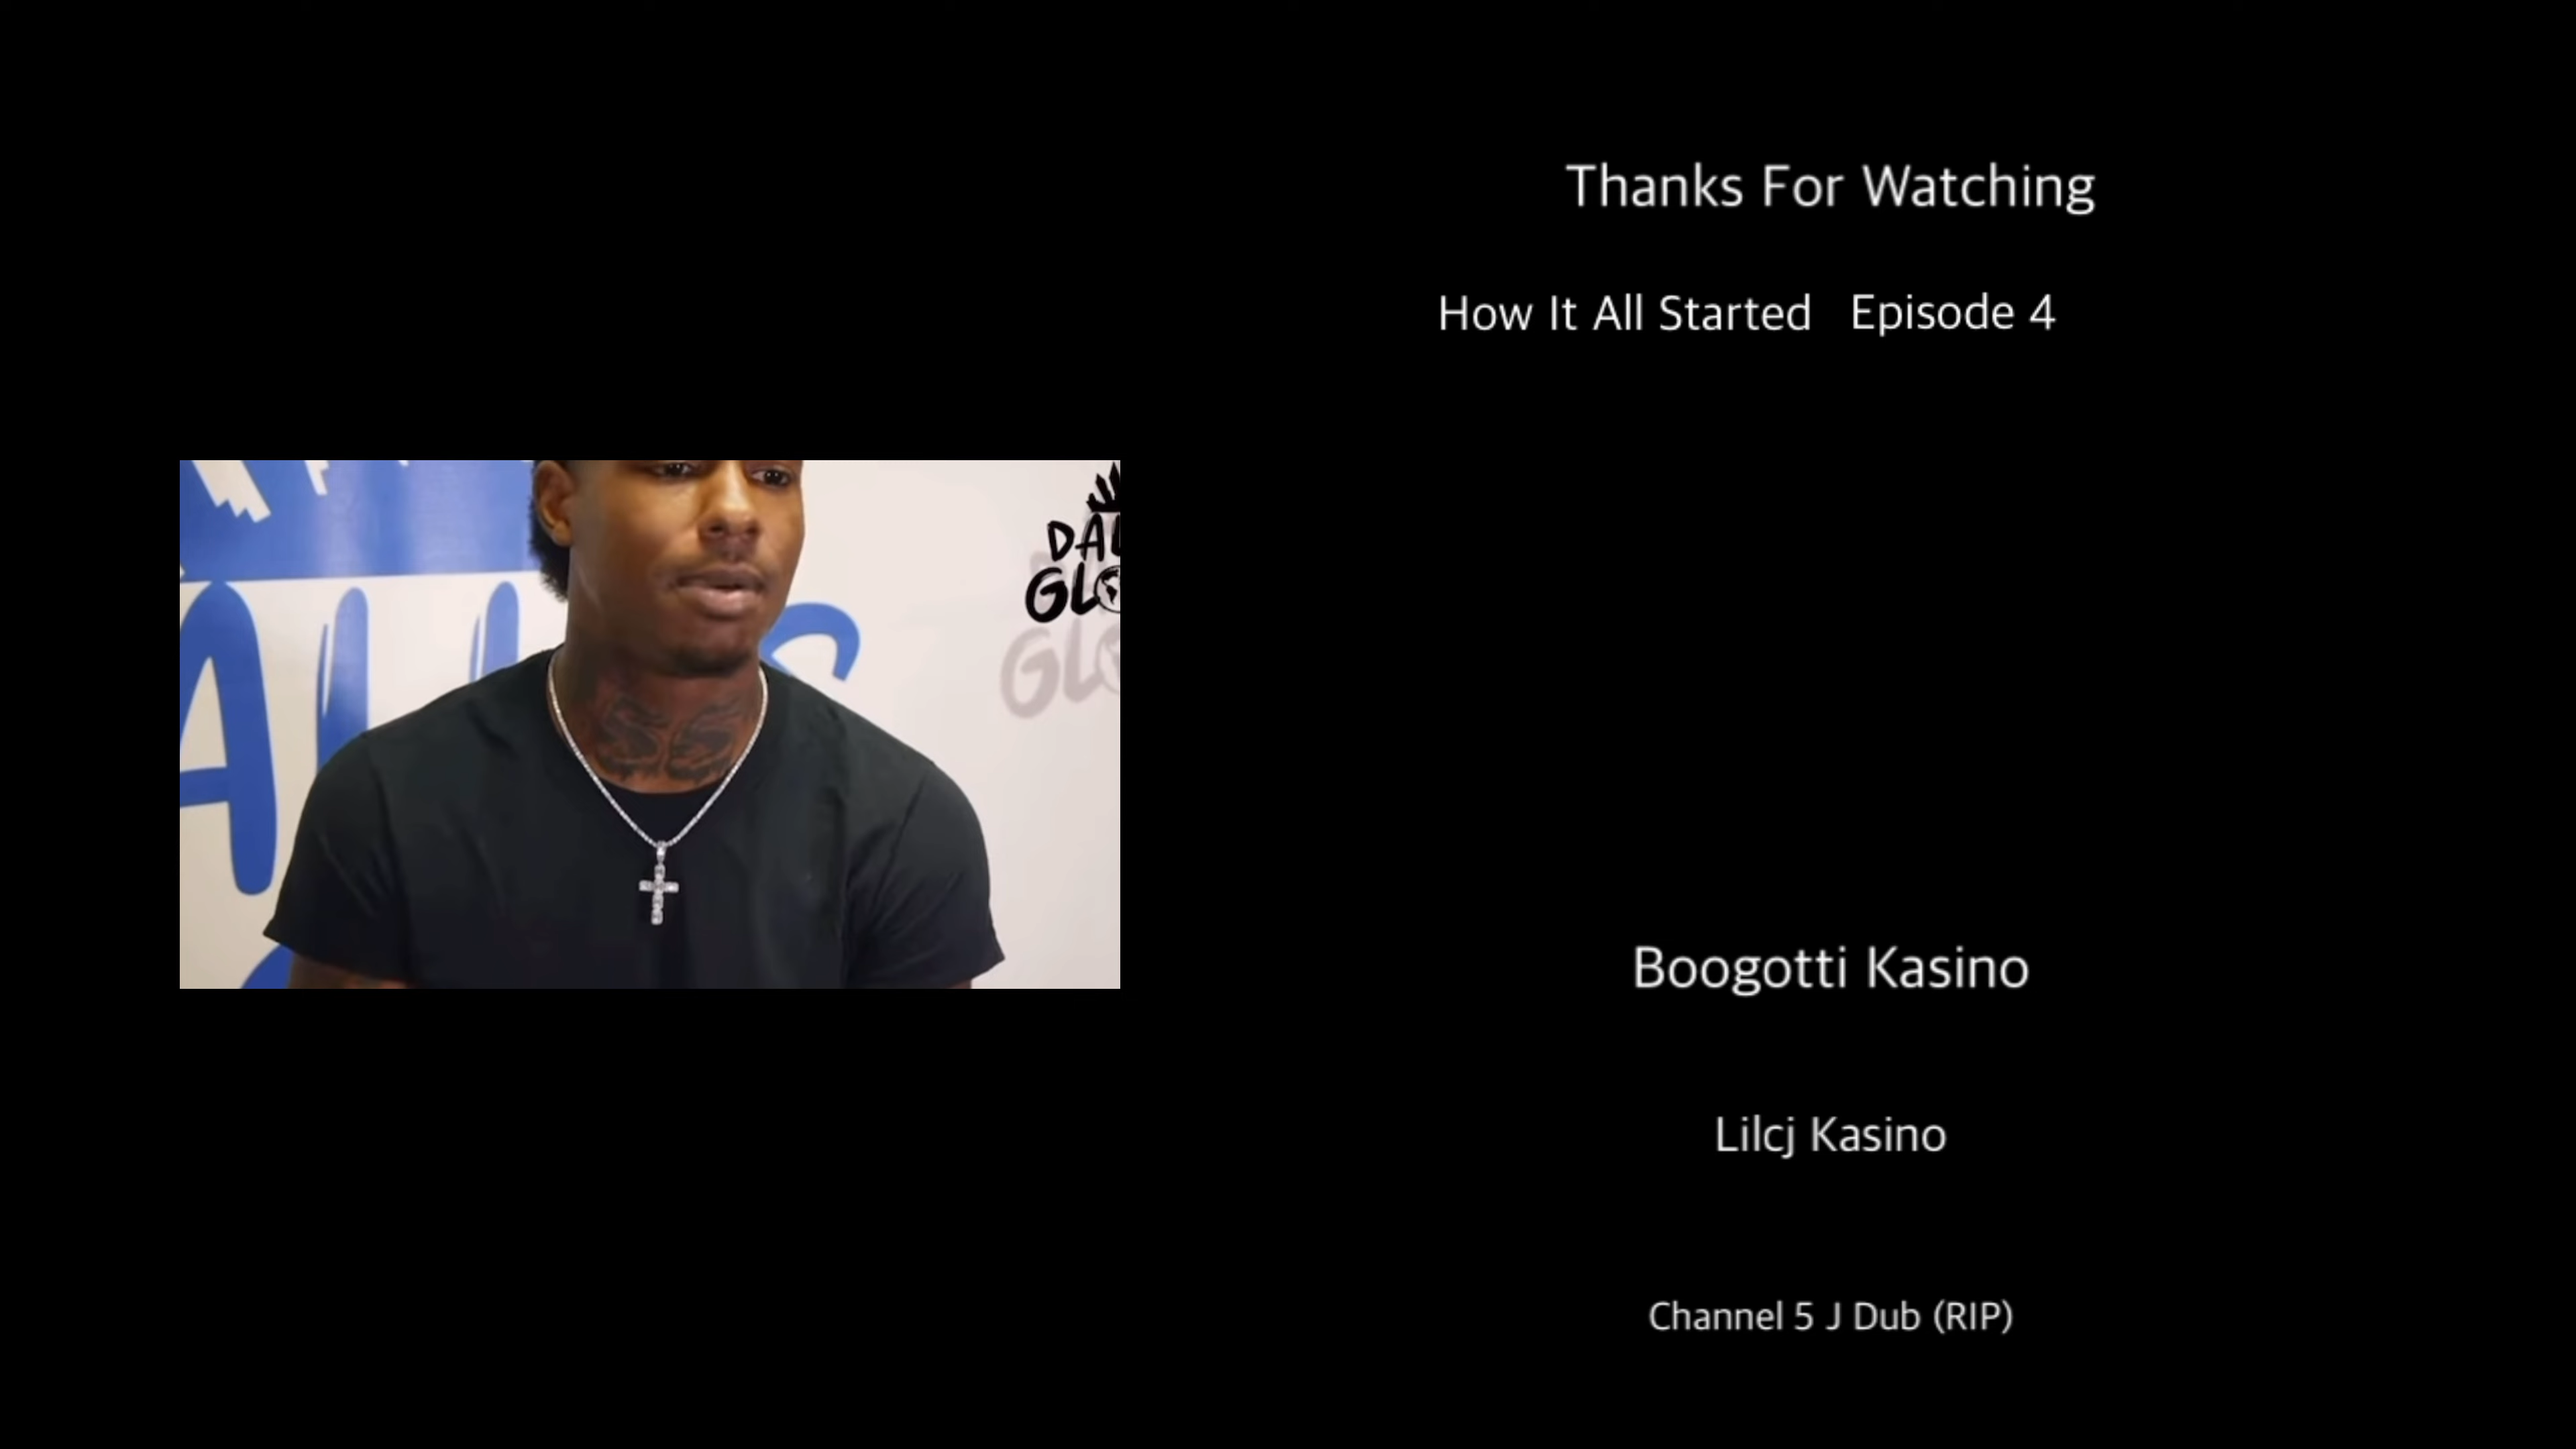 Thanks For Watching
How It All Started Episode 4
Boogotti Kasino
Lilcj Kasino
Channel 5 J Dub (RIP)